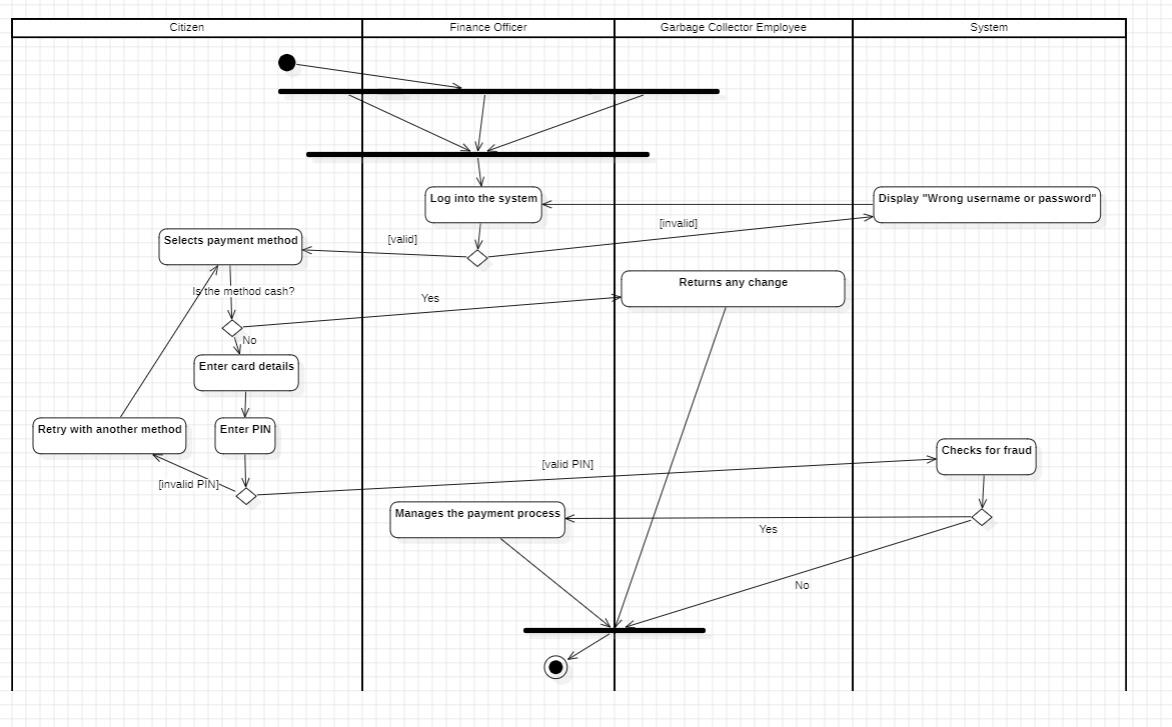 Citizen
Finance Officer
Garbage Collector Employee
System
Log into the system
Display "Wrong username or password"
[invalid]
[valid]
Selects payment method
Is the method cash?
Returns any change
Yes
No
Enter card details
Retry with another method
Enter PIN
Checks for fraud
[valid PIN]
[invalid PIN]
Manages the payment process
Yes
No